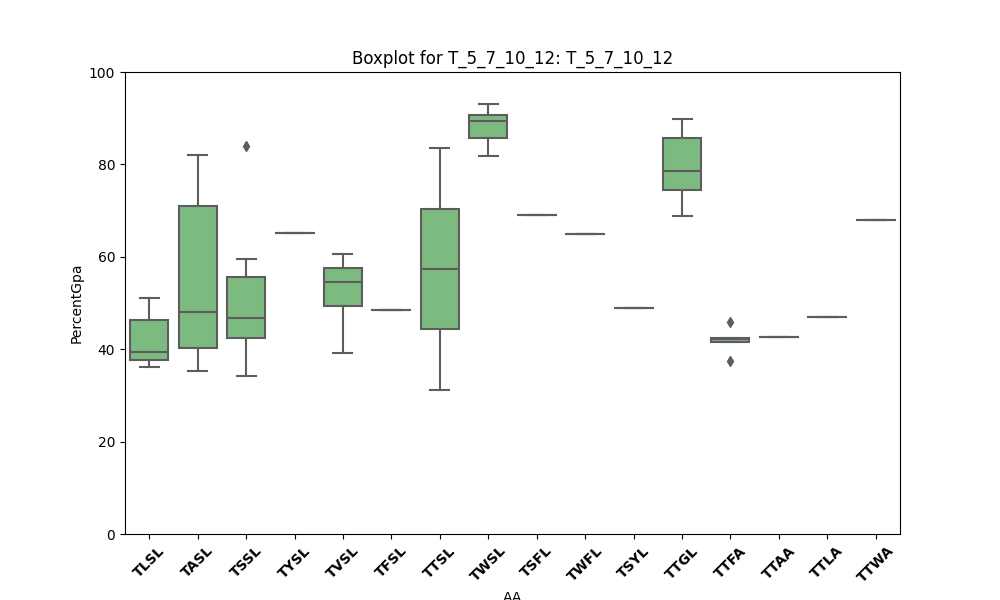 Boxplot for T_5_7_10_12: T_5_7_10_12
100
80
60
40
20
0
PercentGpa
TLSL TASL TSSL TYSL TVSL TFSL TTSL TWSL TSFL TWFL TSYL TTGL TTFA TTAA TTLA TTWA
AA